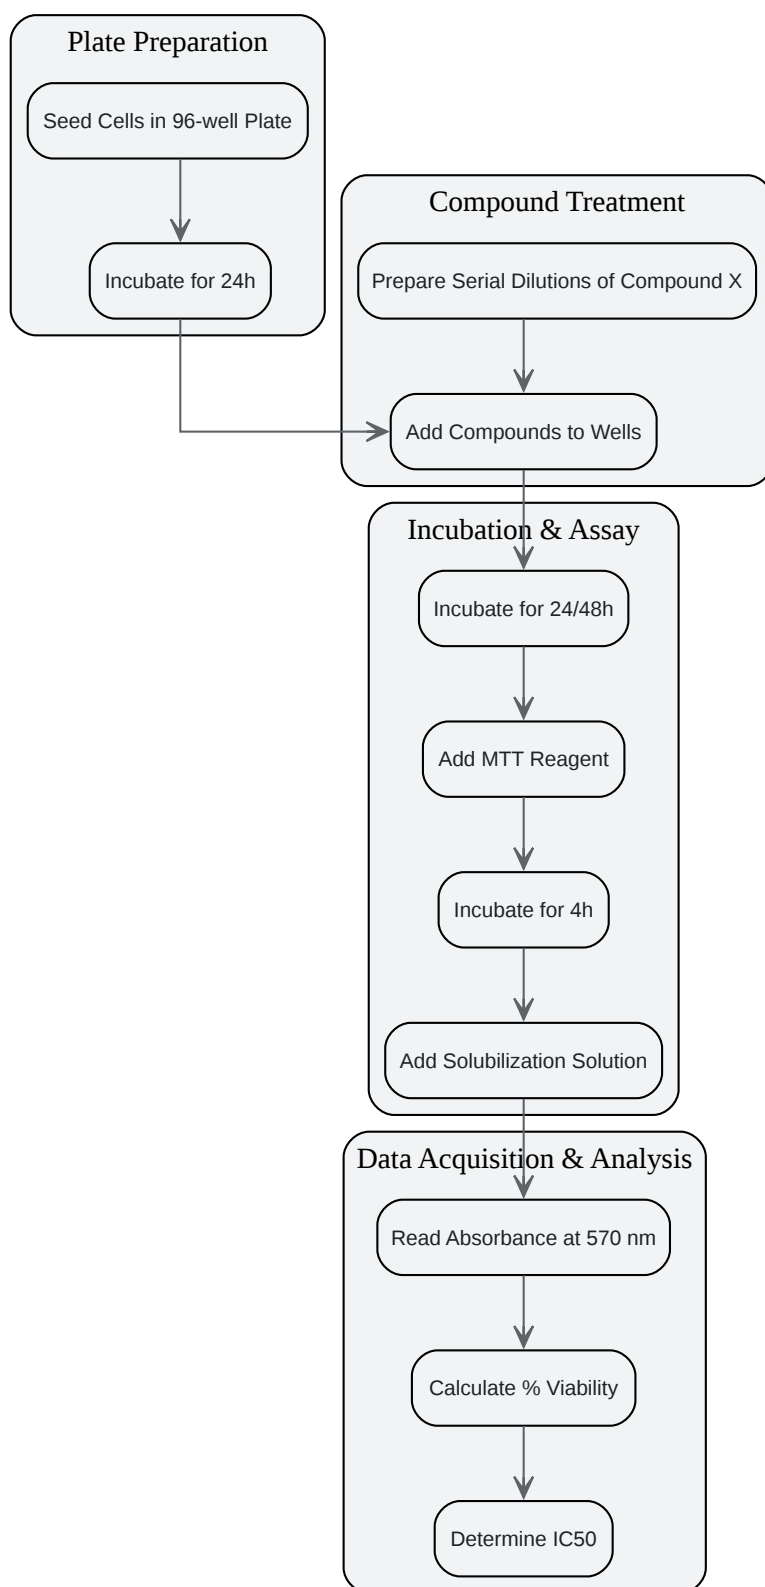 Plate Preparation
Seed Cells in 96-well Plate
Incubate for 24h
Compound Treatment
Prepare Serial Dilutions of Compound X
Add Compounds to Wells
Incubation & Assay
Incubate for 24/48h
Add MTT Reagent
Incubate for 4h
Add Solubilization Solution
Data Acquisition & Analysis
Read Absorbance at 570 nm
Calculate % Viability
Determine IC50